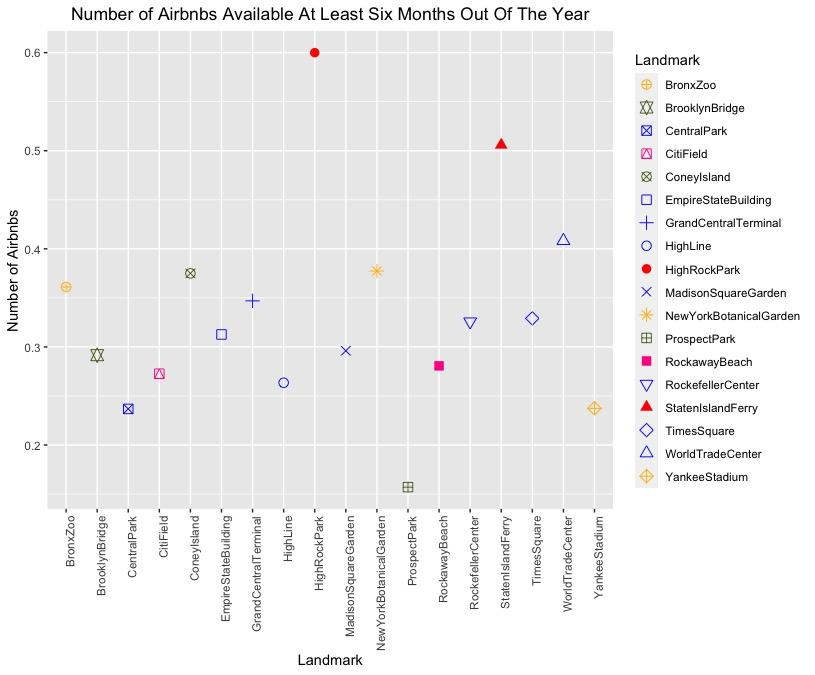 Number of Airbnbs Available At Least Six Months Out Of The Year
Number of Airbnbs
0.6
0.5
0.4
0.3
0.2
BronxZoo
BrooklynBridge
CentralPark
CitiField
ConeyIsland
EmpireStateBuilding
GrandCentralTerminal
HighLine
HighRockPark
MadisonSquareGarden
NewYorkBotanicalGarden
ProspectPark
RockawayBeach
RockefellerCenter
StatenIslandFerry
TimesSquare
WorldTradeCenter
YankeeStadium
Landmark
Landmark
BronxZoo
BrooklynBridge
CentralPark
CitiField
ConeyIsland
EmpireStateBuilding
GrandCentralTerminal
HighLine
HighRockPark
MadisonSquareGarden
NewYorkBotanicalGarden
ProspectPark
RockawayBeach
RockefellerCenter
StatenIslandFerry
TimesSquare
WorldTradeCenter
YankeeStadium